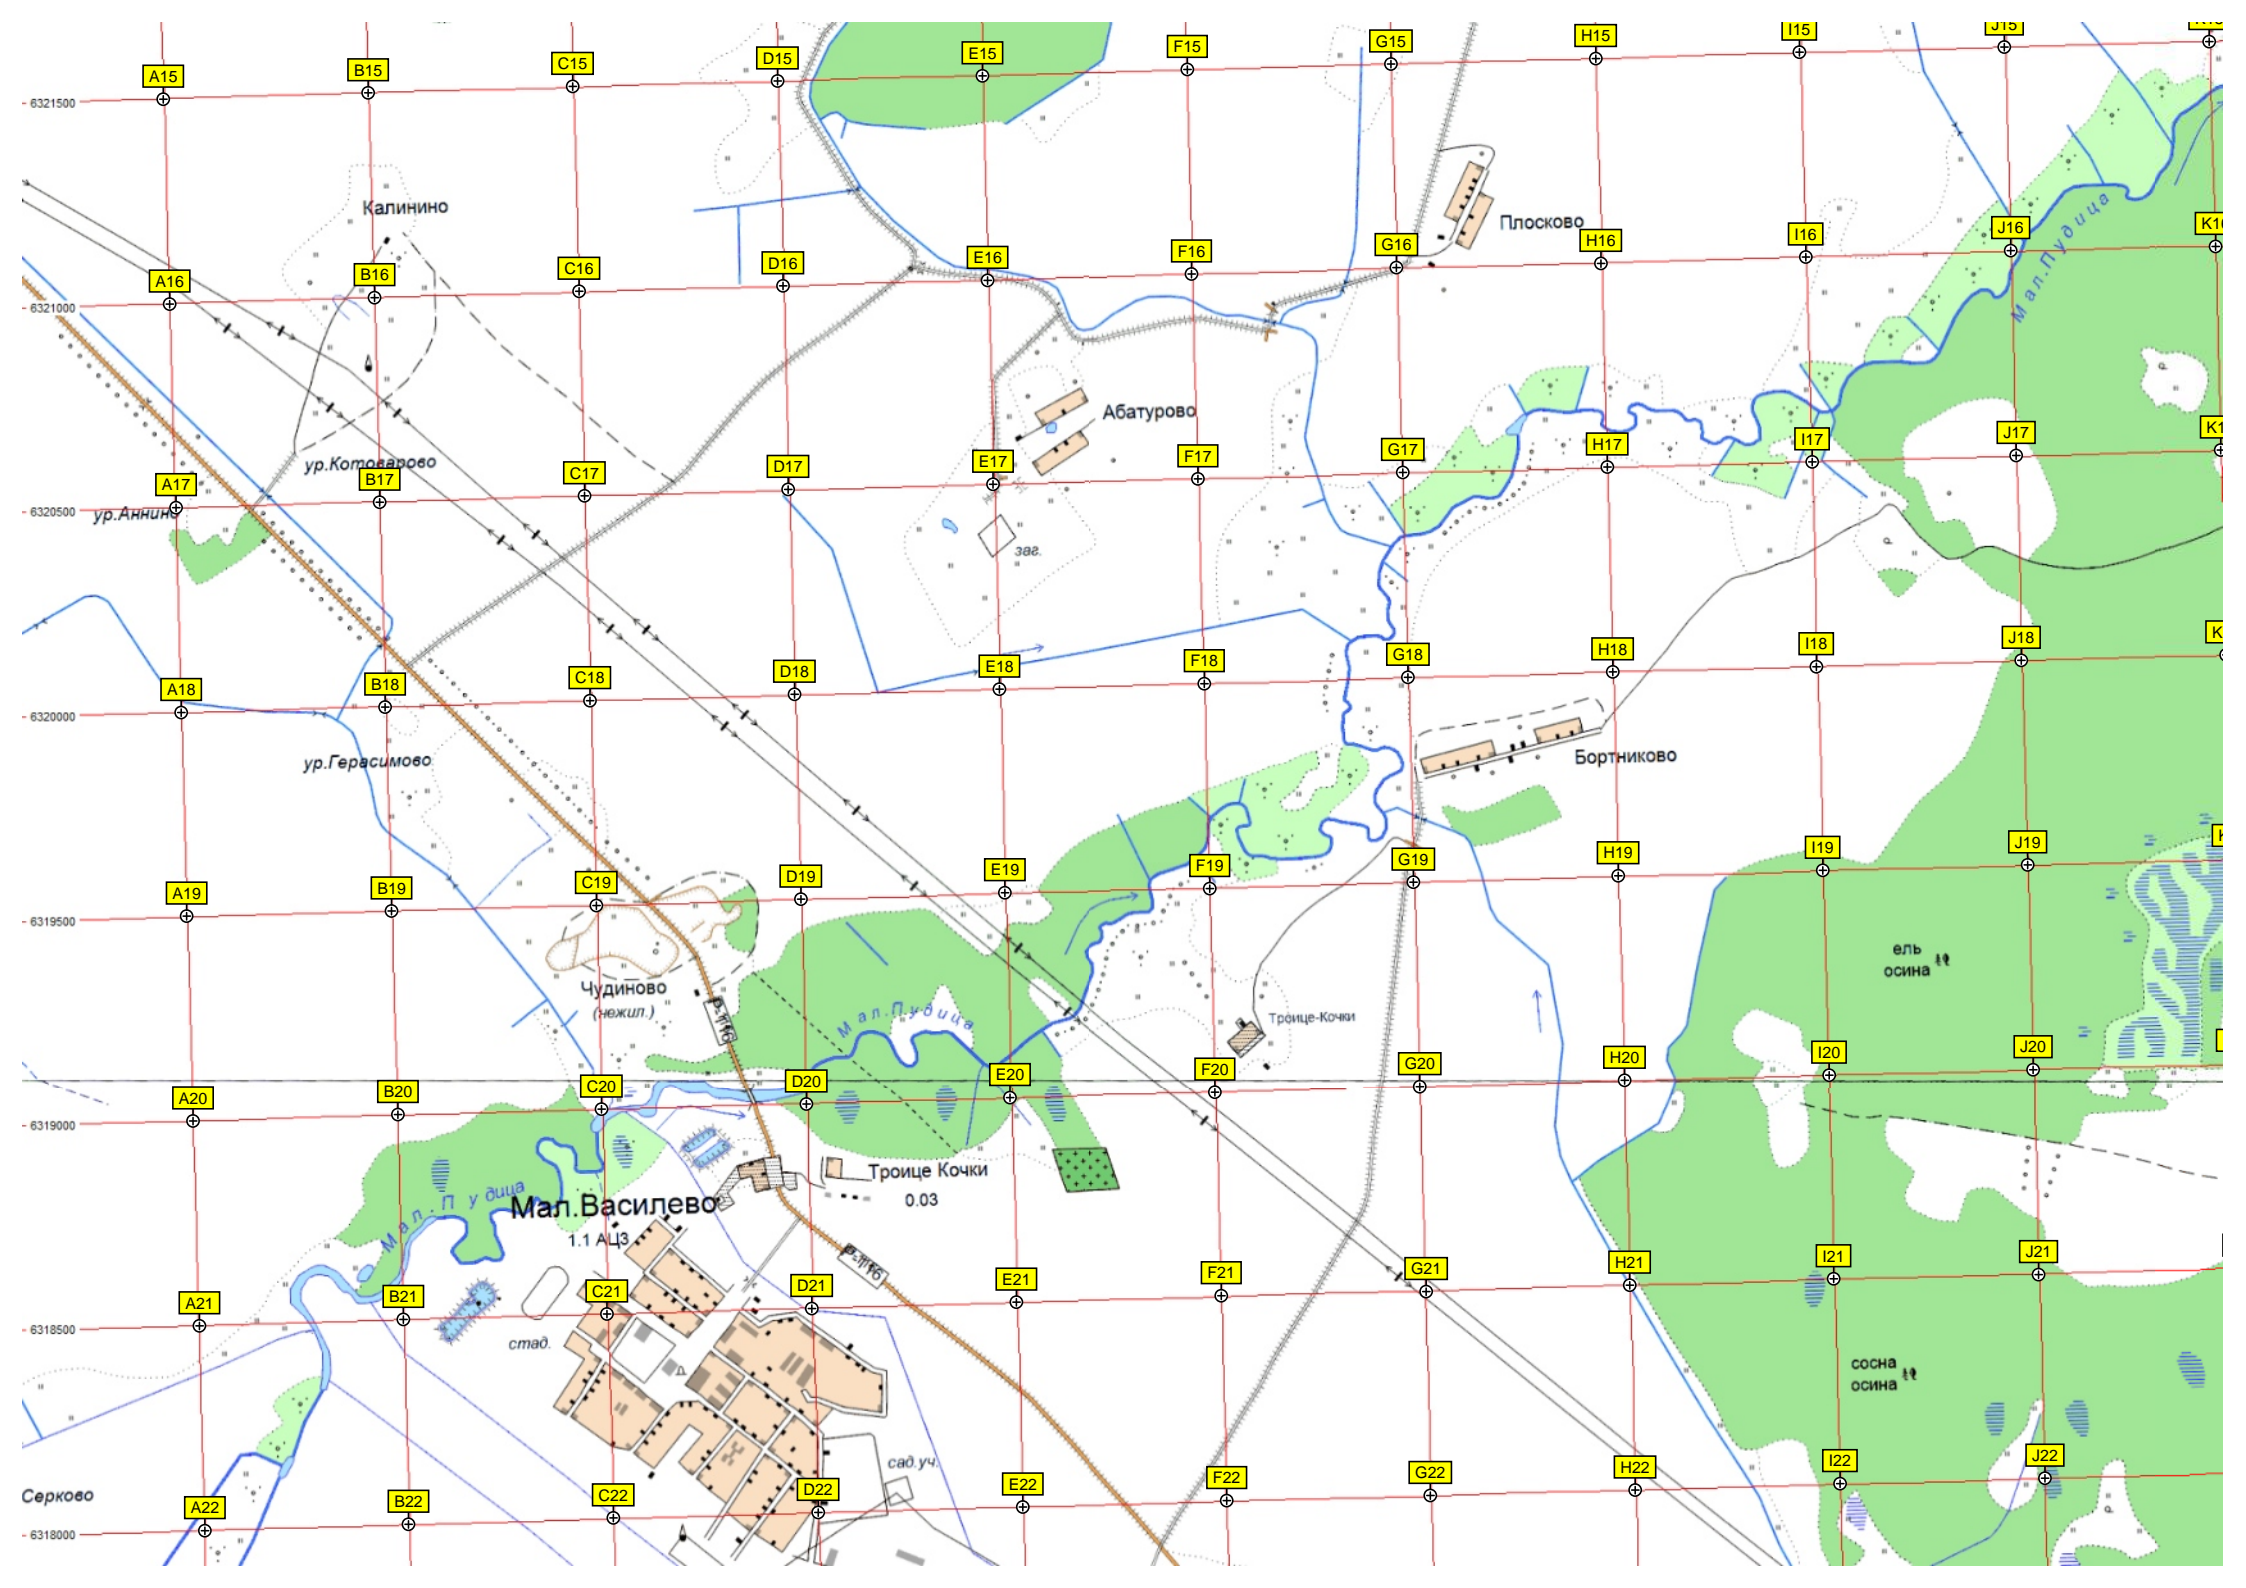 A15 B15 C15 D15 E15 F15 G15 H15 I15 J15
6321500
Калинино
Плосково
Мал.Пудица
A16 B16 C16 D16 E16 F16 G16 H16 I16 J16
6321000
Абатурово
р
ур.Котоварово
A17 B17 C17 D17 E17 F17 G17 H17 I17 J17
6320500
ур.Аннино
заг.
р
A18 B18 C18 D18 E18 F18 G18 H18 I18 J18
6320000
ур.Герасимово
Бортниково
A19 B19 C19 D19 E19 F19 G19 H19 I19 J19
6319500
ель
осина
Чудиново
(нежил.)
Мал.Пудица
Троице-Кочки
A20 B20 C20 D20 E20 F20 G20 H20 I20 J20
6319000
Троице Кочки
0.03
Мал.Пудица
Мал.Василево
1.1 АЦЗ
A21 B21 C21 D21 E21 F21 G21 H21 I21 J21
6318500
стад.
сосна
осина
сад.уч.
Серково
A22 B22 C22 D22 E22 F22 G22 H22 I22 J22
р
6318000